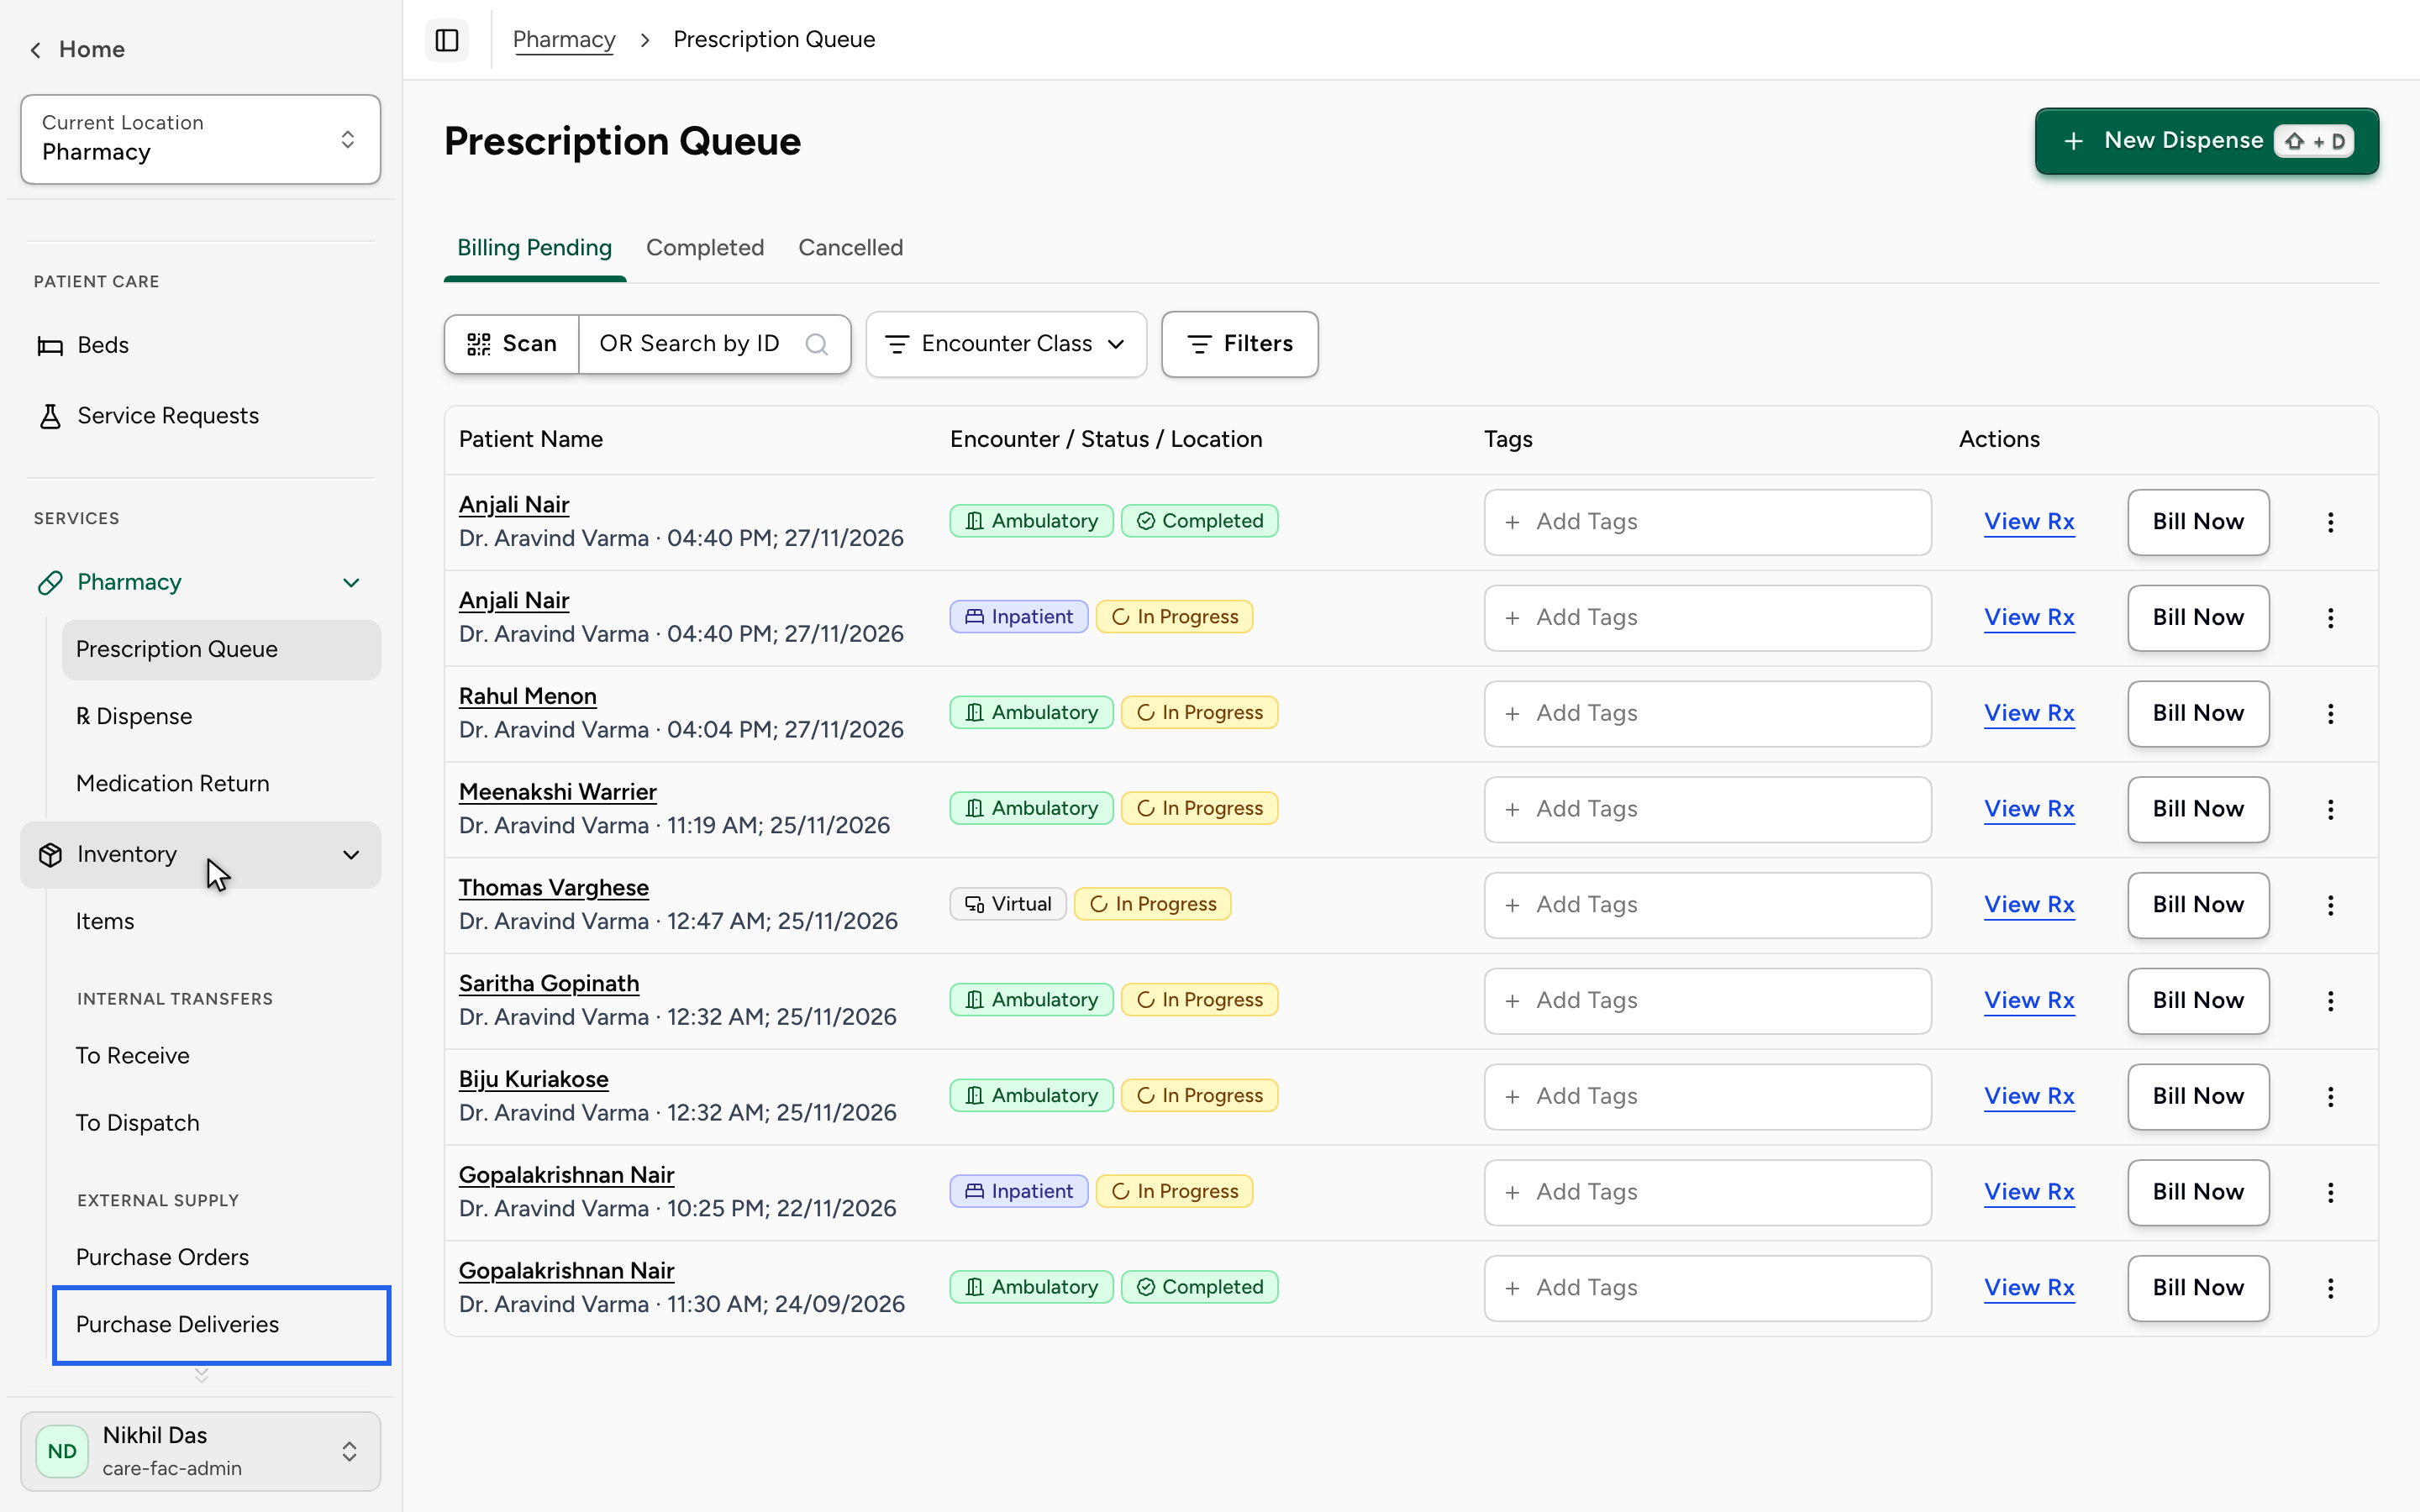 Home
Current Location
Pharmacy
PATIENT CARE
Beds
Service Requests
SERVICES
Pharmacy
Prescription Queue
℞ Dispense
Medication Return
Inventory
Items
INTERNAL TRANSFERS
To Receive
To Dispatch
EXTERNAL SUPPLY
Purchase Orders
Purchase Deliveries
ND
Nikhil Das
care-fac-admin
Pharmacy > Prescription Queue
Prescription Queue
+ New Dispense ⇧ + D
Billing Pending Completed Cancelled
Scan OR Search by ID Encounter Class Filters
Patient Name Encounter / Status / Location Tags Actions
Anjali Nair
Dr. Aravind Varma · 04:40 PM; 27/11/2026
Ambulatory Completed + Add Tags View Rx Bill Now
Anjali Nair
Dr. Aravind Varma · 04:40 PM; 27/11/2026
Inpatient In Progress + Add Tags View Rx Bill Now
Rahul Menon
Dr. Aravind Varma · 04:04 PM; 27/11/2026
Ambulatory In Progress + Add Tags View Rx Bill Now
Meenakshi Warrier
Dr. Aravind Varma · 11:19 AM; 25/11/2026
Ambulatory In Progress + Add Tags View Rx Bill Now
Thomas Varghese
Dr. Aravind Varma · 12:47 AM; 25/11/2026
Virtual In Progress + Add Tags View Rx Bill Now
Saritha Gopinath
Dr. Aravind Varma · 12:32 AM; 25/11/2026
Ambulatory In Progress + Add Tags View Rx Bill Now
Biju Kuriakose
Dr. Aravind Varma · 12:32 AM; 25/11/2026
Ambulatory In Progress + Add Tags View Rx Bill Now
Gopalakrishnan Nair
Dr. Aravind Varma · 10:25 PM; 22/11/2026
Inpatient In Progress + Add Tags View Rx Bill Now
Gopalakrishnan Nair
Dr. Aravind Varma · 11:30 AM; 24/09/2026
Ambulatory Completed + Add Tags View Rx Bill Now